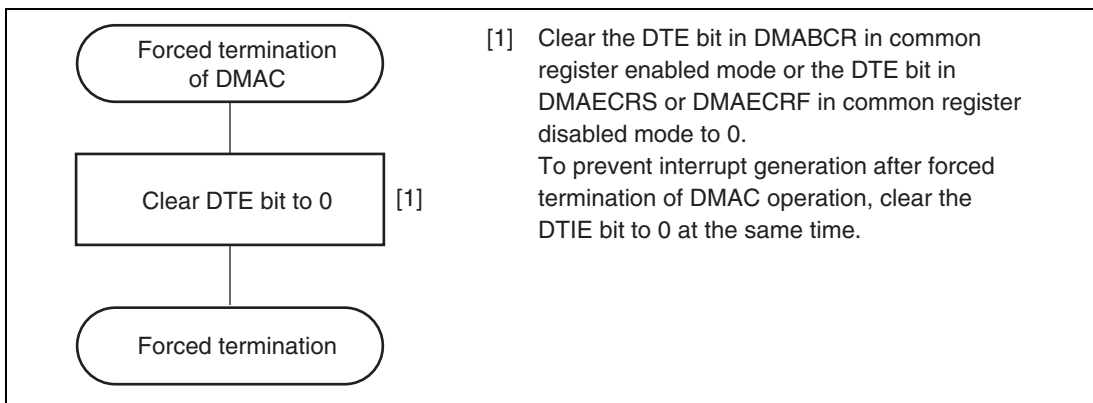 Forced termination
of DMAC
Clear DTE bit to 0
[1]
Forced termination
[1] Clear the DTE bit in DMABCR in common
register enabled mode or the DTE bit in
DMAECRS or DMAECRF in common register
disabled mode to 0.
To prevent interrupt generation after forced
termination of DMAC operation, clear the
DTIE bit to 0 at the same time.